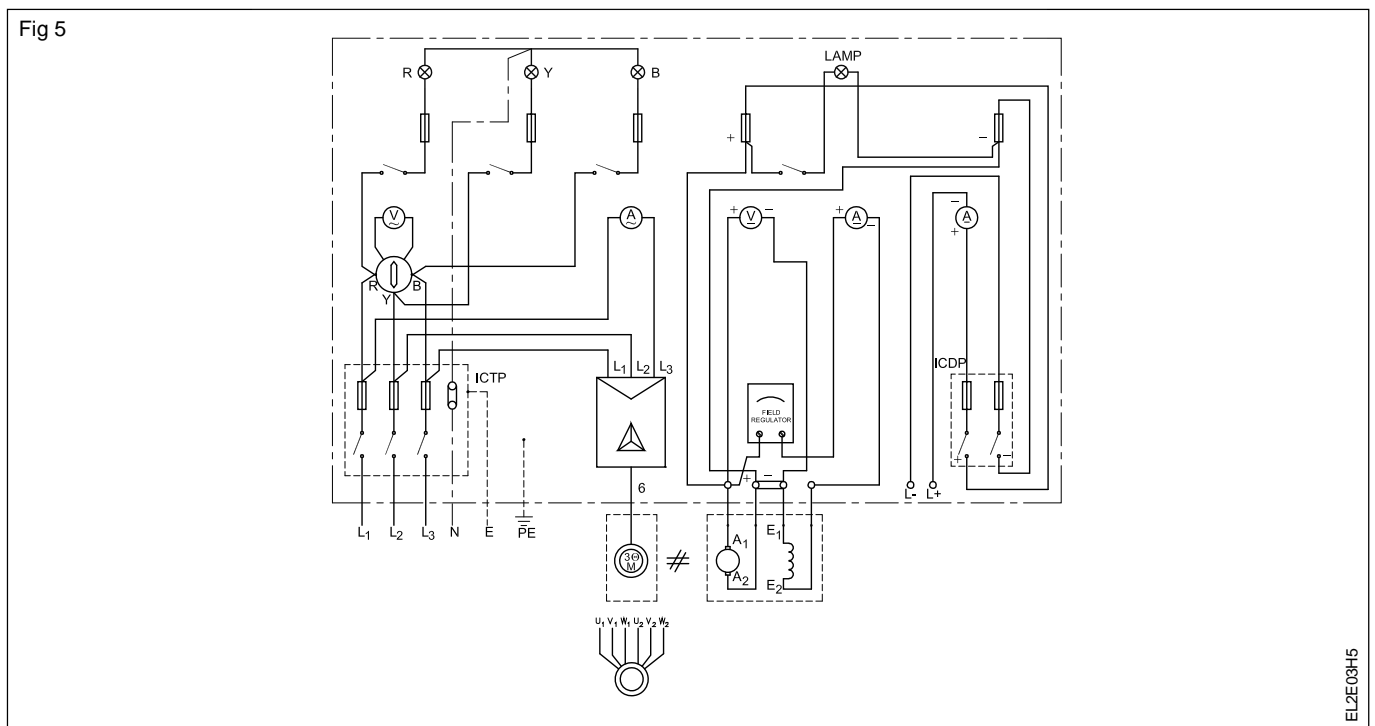 Fig 5
R Y B LAMP
+ -
V A + V - + A - - A +
R Y B
ICTP L1 L2 L3 FIELD REGULATOR ICDP
+ - + -
6 L- L+
L1 L2 L3 N E PE
3Θ M A1 A2 E1 E2
U1 V1 W1 U2 V2 W2
EL2E03H5